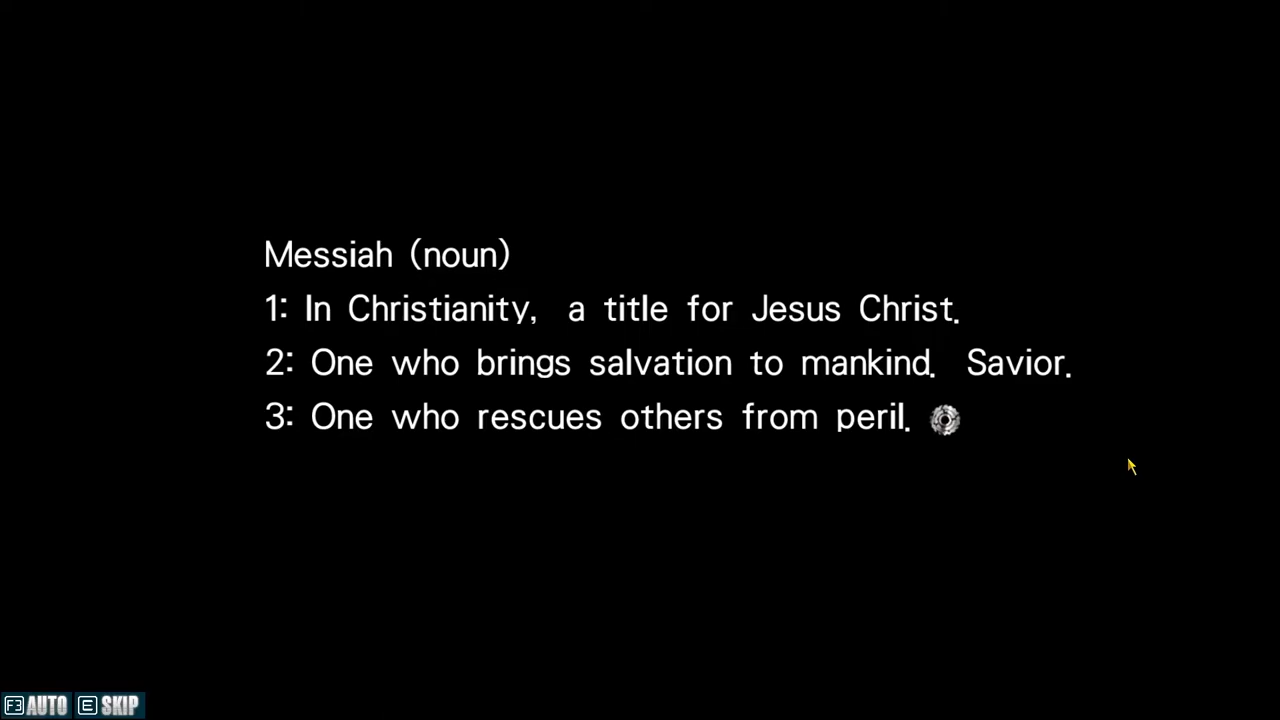 Messiah (noun)
1: In Christianity, a title for Jesus Christ.
2: One who brings salvation to mankind. Savior.
3: One who rescues others from peril.
F3 AUTO E SKIP